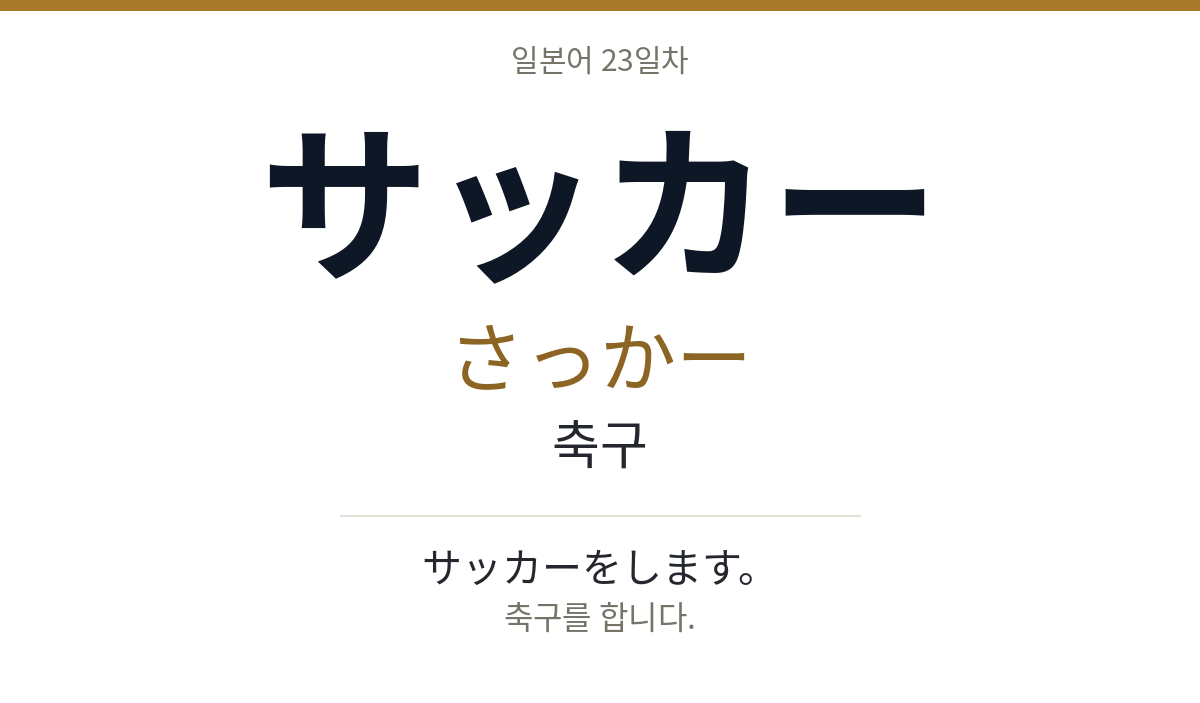 일본어 23일차
サッカー
さっかー
축구
サッカーをします。
축구를 합니다.